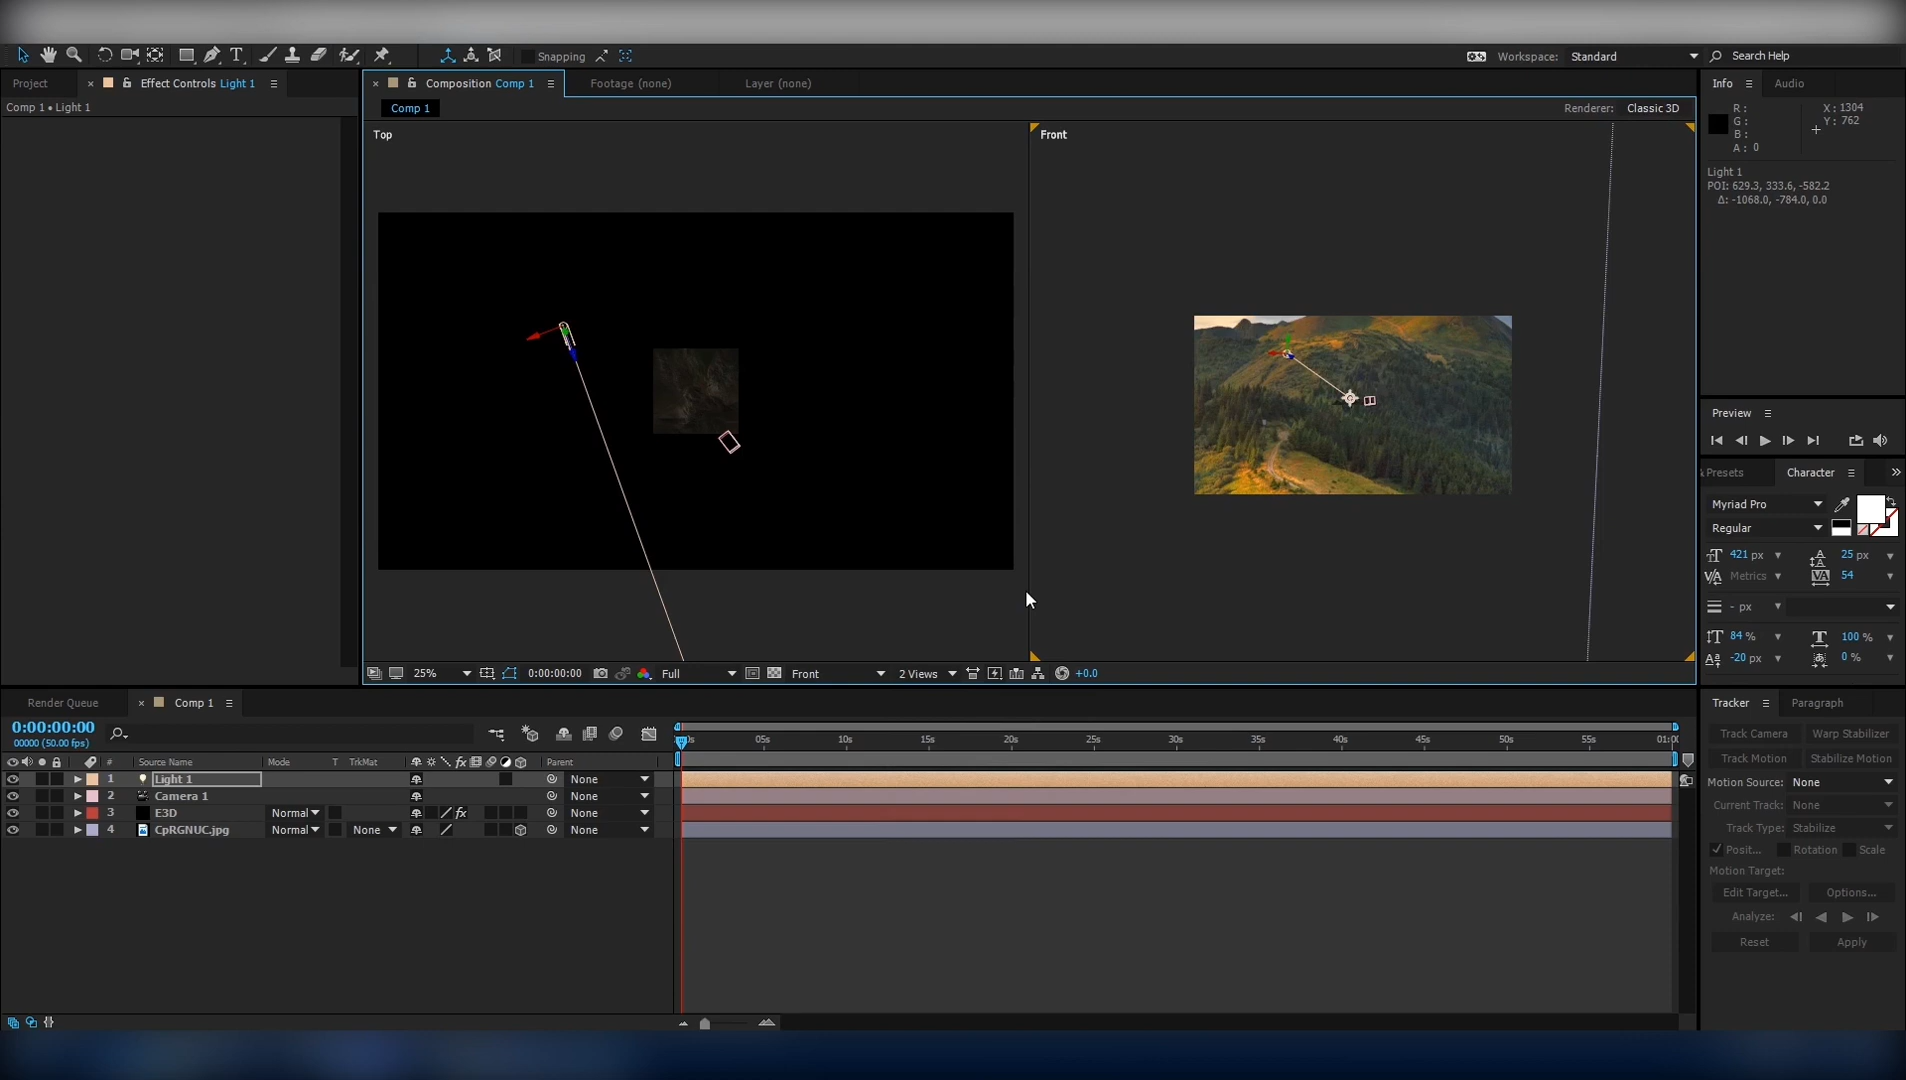 Snapping
Workspace: Standard
Search Help
Project
Effect Controls Light 1
Composition Comp 1
Footage (none)
Layer (none)
Info
Audio
Comp 1 • Light 1
Comp 1
Renderer: Classic 3D
R :
G :
B :
A : 0
X : 1304
Y : 762
Top
Front
Light 1
POI: 629.3, 333.6, -582.2
Δ: -1068.0, -784.0, 0.0
Preview
Presets
Character
Myriad Pro
Regular
421 px
25 px
Metrics
54
- px
84 %
100 %
-20 px
0 %
25%
0:00:00:00
Full
Front
2 Views
+0.0
Render Queue
Comp 1
Tracker
Paragraph
0:00:00:00
00000 (50.00 fps)
05s
10s
15s
20s
25s
30s
35s
40s
45s
50s
55s
# Source Name Mode T TrkMat Parent
1 Light 1 None
2 Camera 1 None
3 E3D Normal None
4 CpRGNUC.jpg Normal None None
Track Camera
Warp Stabilizer
Track Motion
Stabilize Motion
Motion Source: None
Current Track: None
Track Type: Stabilize
Posit...
Rotation
Scale
Motion Target:
Edit Target...
Options...
Analyze:
Reset
Apply